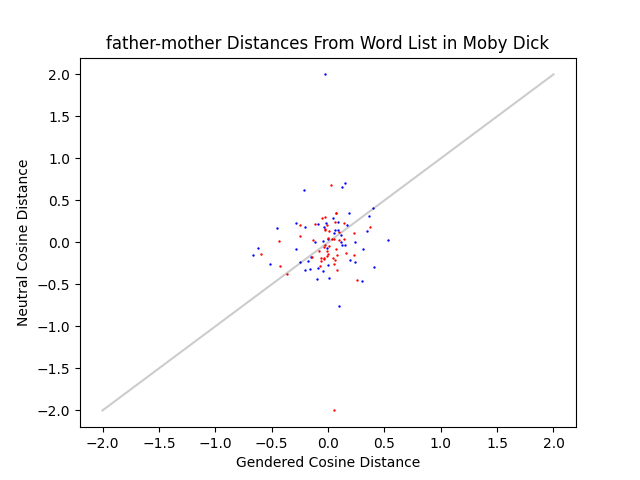 father-mother Distances From Word List in Moby Dick
Neutral Cosine Distance
2.0
1.5
1.0
0.5
0.0
−0.5
−1.0
−1.5
−2.0
−2.0 −1.5 −1.0 −0.5 0.0 0.5 1.0 1.5 2.0
Gendered Cosine Distance